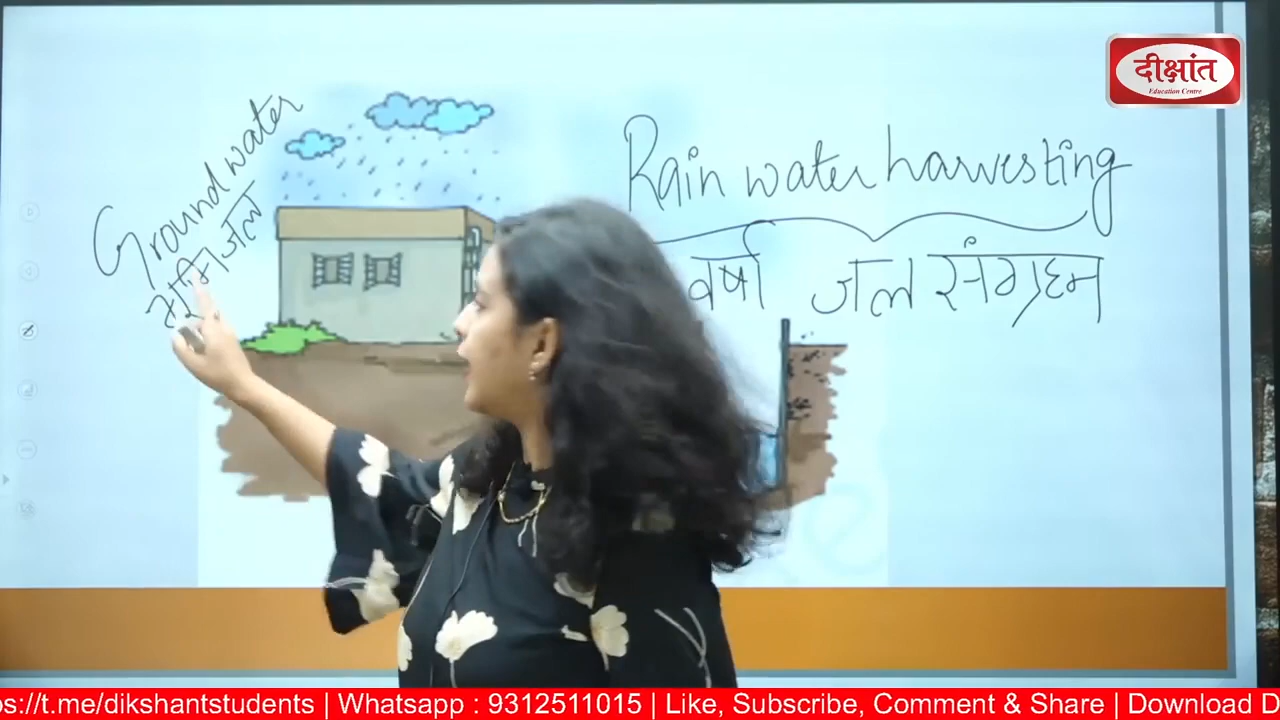 दीक्षांत
Education Centre
Ground water
जल
Rain water harvesting
वर्षा जल संग्रहन
ps://t.me/dikshantstudents | Whatsapp : 9312511015 | Like, Subscribe, Comment & Share | Download D